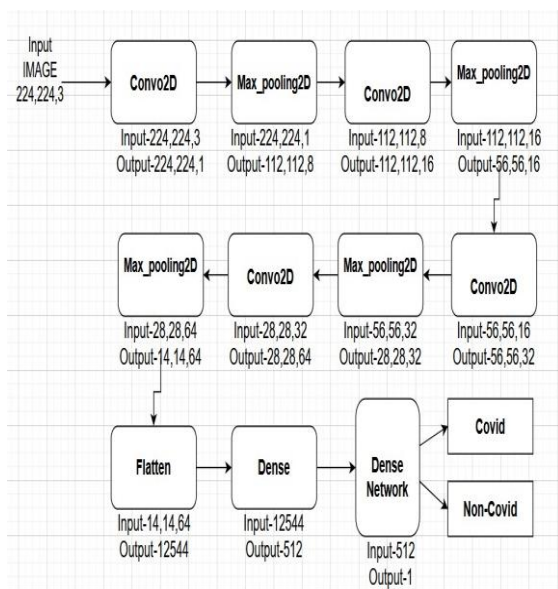 Input
IMAGE
224,224,3
Convo2D
Input-224,224,3
Output-224,224,1
Max_pooling2D
Input-224,224,1
Output-112,112,8
Convo2D
Input-112,112,8
Output-112,112,16
Max_pooling2D
Input-112,112,16
Output-56,56,16
Max_pooling2D
Input-28,28,64
Output-14,14,64
Convo2D
Input-28,28,32
Output-28,28,64
Max_pooling2D
Input-56,56,32
Output-28,28,32
Convo2D
Input-56,56,16
Output-56,56,32
Flatten
Input-14,14,64
Output-12544
Dense
Input-12544
Output-512
Dense
Network
Input-512
Output-1
Covid
Non-Covid